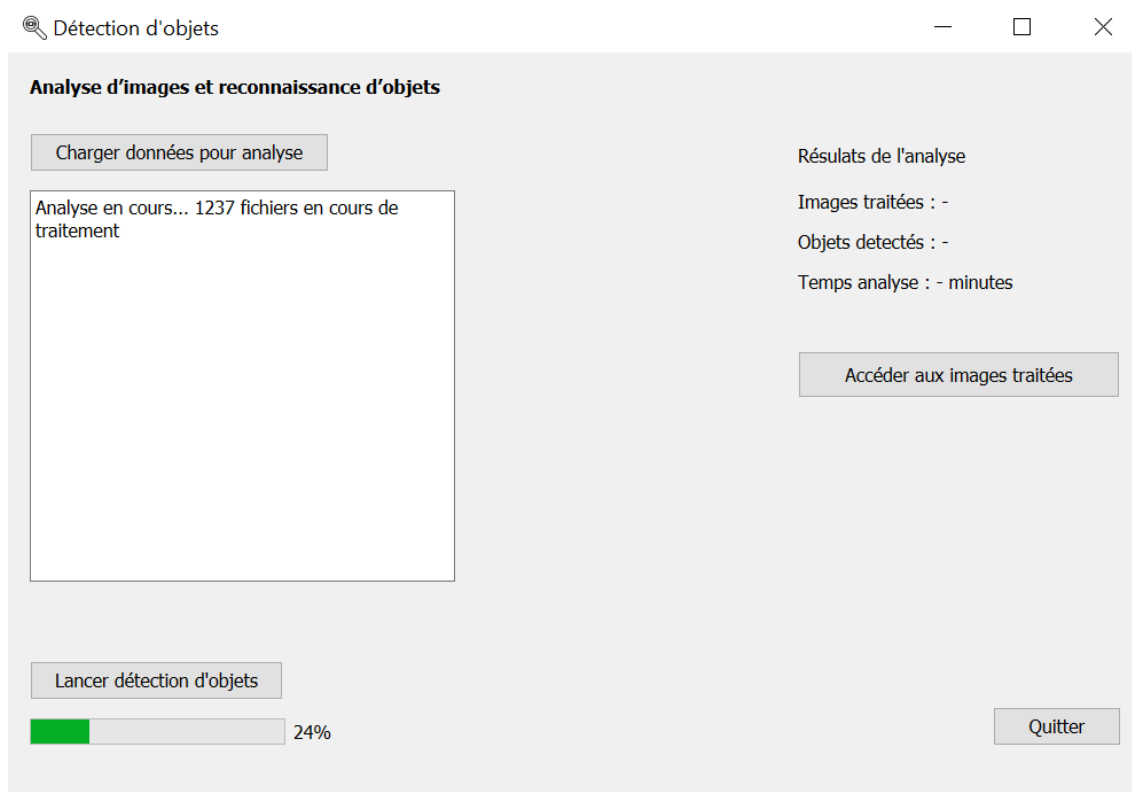 Détection d'objets
Analyse d’images et reconnaissance d’objets
Charger données pour analyse
Analyse en cours... 1237 fichiers en cours de
traitement
Résulats de l'analyse
Images traitées : -
Objets detectés : -
Temps analyse : - minutes
Accéder aux images traitées
Lancer détection d'objets
24%
Quitter